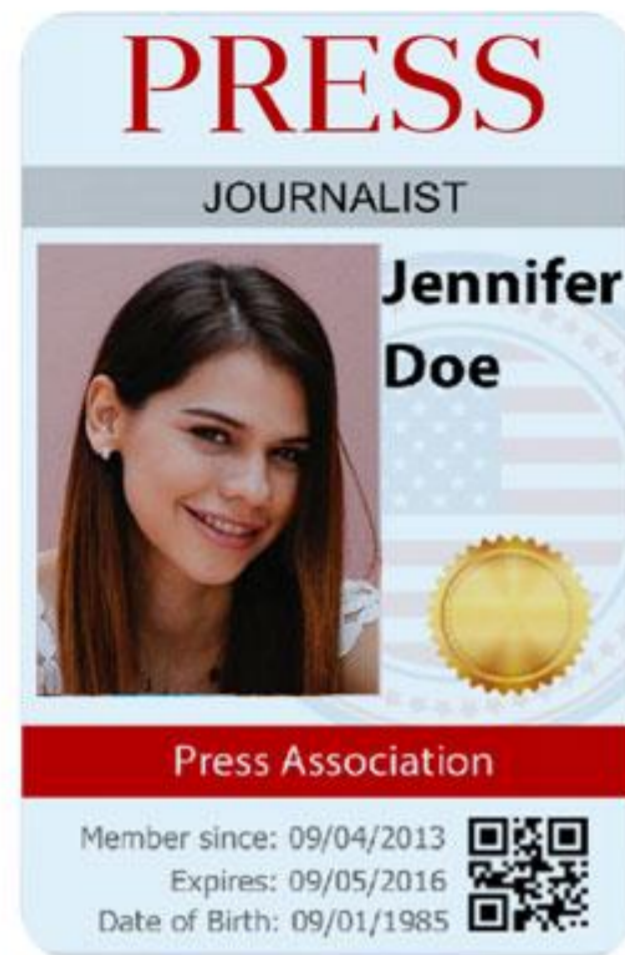 PRESS
JOURNALIST
Jennifer
Doe
Press Association
Member since: 09/04/2013
Expires: 09/05/2016
Date of Birth: 09/01/1985